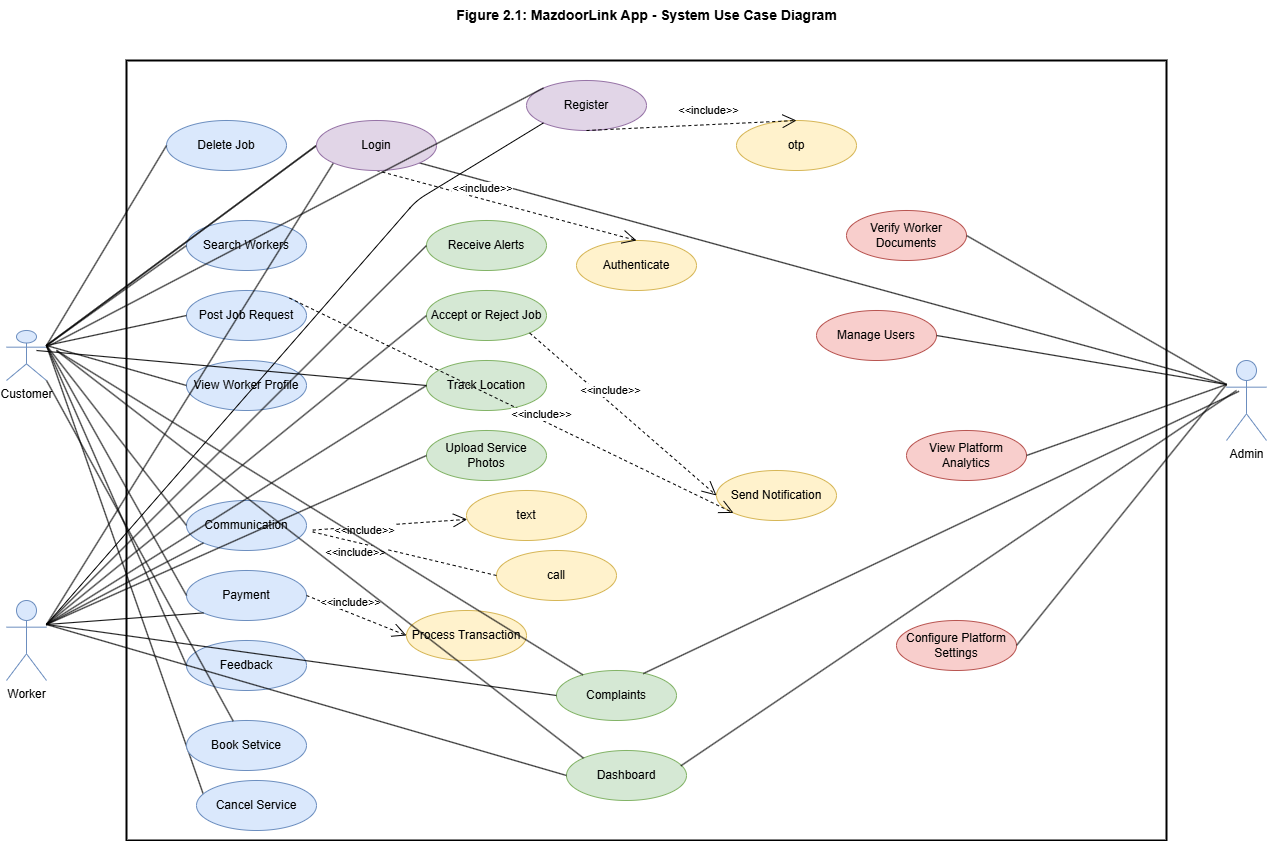 Figure 2.1: MazdoorLink App - System Use Case Diagram
Register
<<include>>
Delete Job
Login
otp
<<include>>
Search Workers
Receive Alerts
Authenticate
Verify Worker
Documents
Post Job Request
Accept or Reject Job
Manage Users
Customer
View Worker Profile
Track Location
<<include>>
<<include>>
Upload Service
Photos
View Platform
Analytics
Admin
Send Notification
Communication
<<include>>
text
<<include>>
call
Payment
<<include>>
Process Transaction
Configure Platform
Settings
Worker
Feedback
Complaints
Book Setvice
Dashboard
Cancel Service